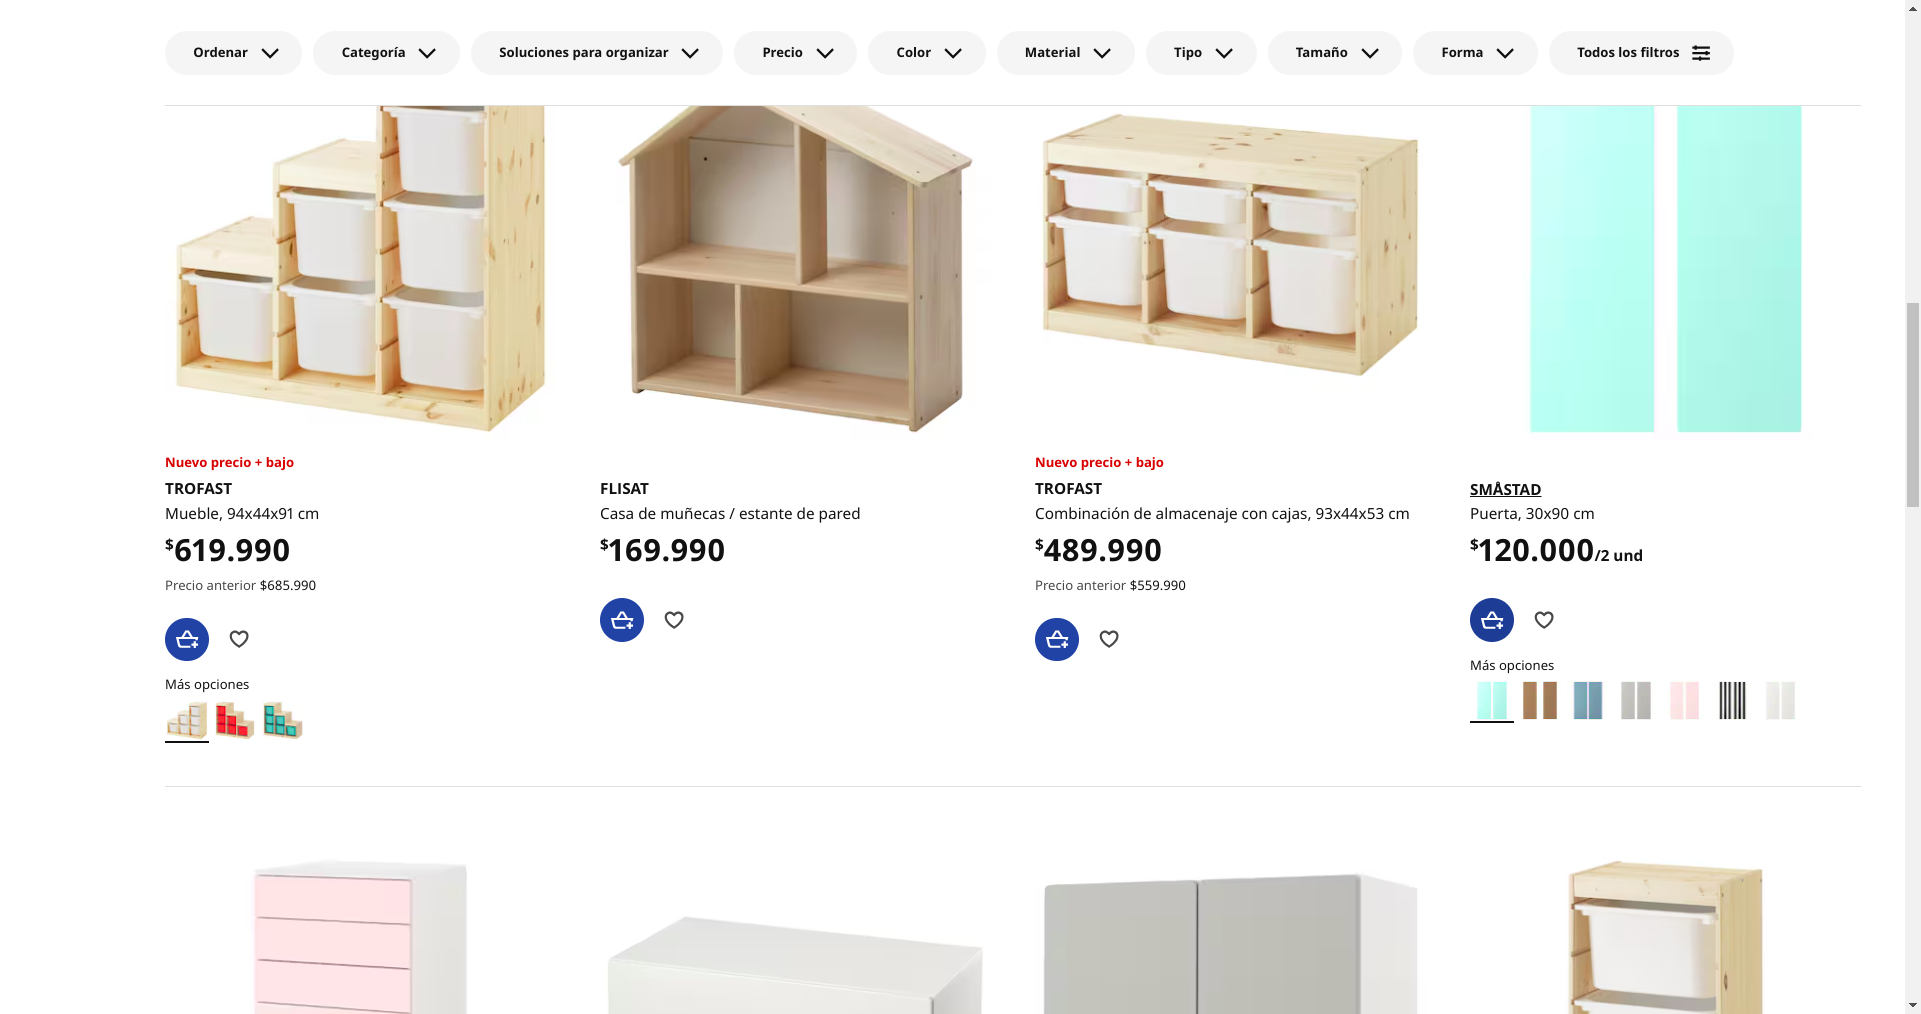 Ordenar
Categoría
Soluciones para organizar
Precio
Color
Material
Tipo
Tamaño
Forma
Todos los filtros
Nuevo precio + bajo
TROFAST
Mueble, 94x44x91 cm
$619.990
Precio anterior $685.990
Más opciones
FLISAT
Casa de muñecas / estante de pared
$169.990
Nuevo precio + bajo
TROFAST
Combinación de almacenaje con cajas, 93x44x53 cm
$489.990
Precio anterior $559.990
SMÅSTAD
Puerta, 30x90 cm
$120.000/2 und
Más opciones